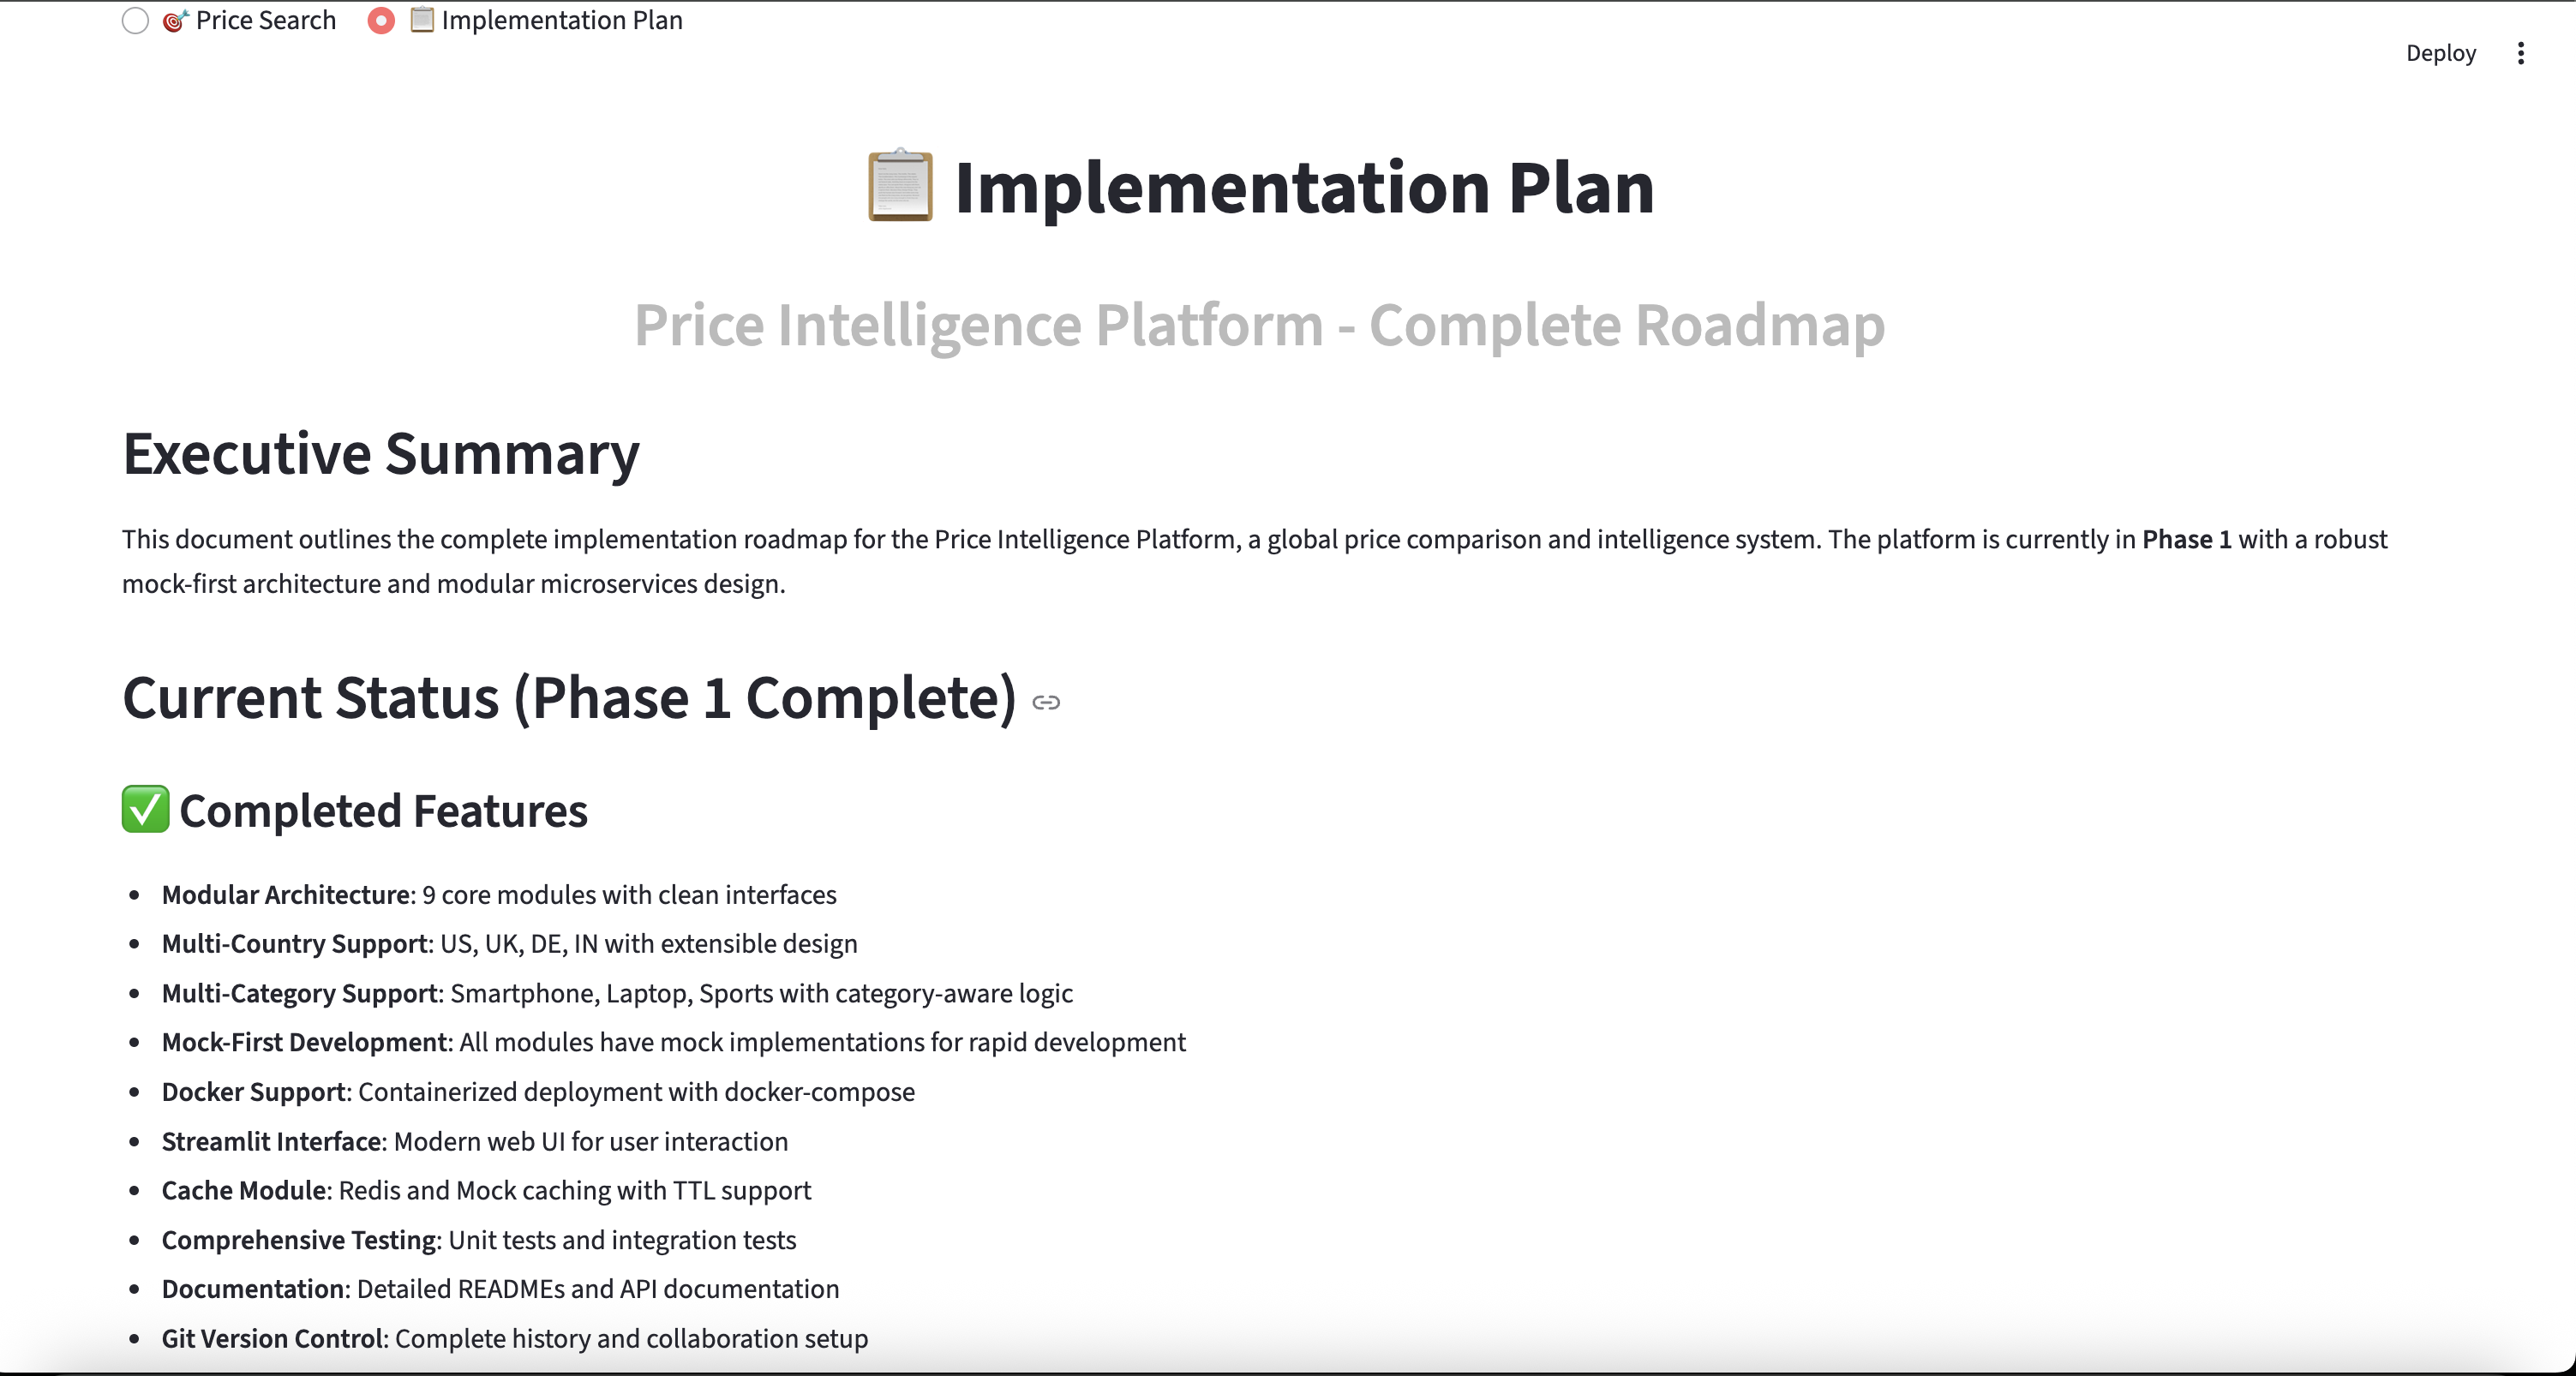 Price Search Implementation Plan
Deploy
Implementation Plan
Price Intelligence Platform - Complete Roadmap
Executive Summary
This document outlines the complete implementation roadmap for the Price Intelligence Platform, a global price comparison and intelligence system. The platform is currently in Phase 1 with a robust
mock-first architecture and modular microservices design.
Current Status (Phase 1 Complete)
Completed Features
Modular Architecture: 9 core modules with clean interfaces
Multi-Country Support: US, UK, DE, IN with extensible design
Multi-Category Support: Smartphone, Laptop, Sports with category-aware logic
Mock-First Development: All modules have mock implementations for rapid development
Docker Support: Containerized deployment with docker-compose
Streamlit Interface: Modern web UI for user interaction
Cache Module: Redis and Mock caching with TTL support
Comprehensive Testing: Unit tests and integration tests
Documentation: Detailed READMEs and API documentation
Git Version Control: Complete history and collaboration setup